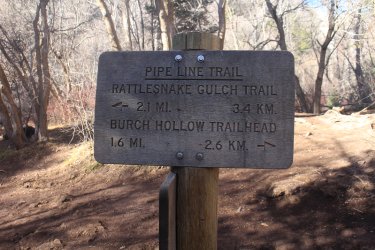 PIPE LINE TRAIL
RATTLESNAKE GULCH TRAIL
2.1 MI. 3.4 KM.
BURCH HOLLOW TRAILHEAD
1.6 MI. 2.6 KM.